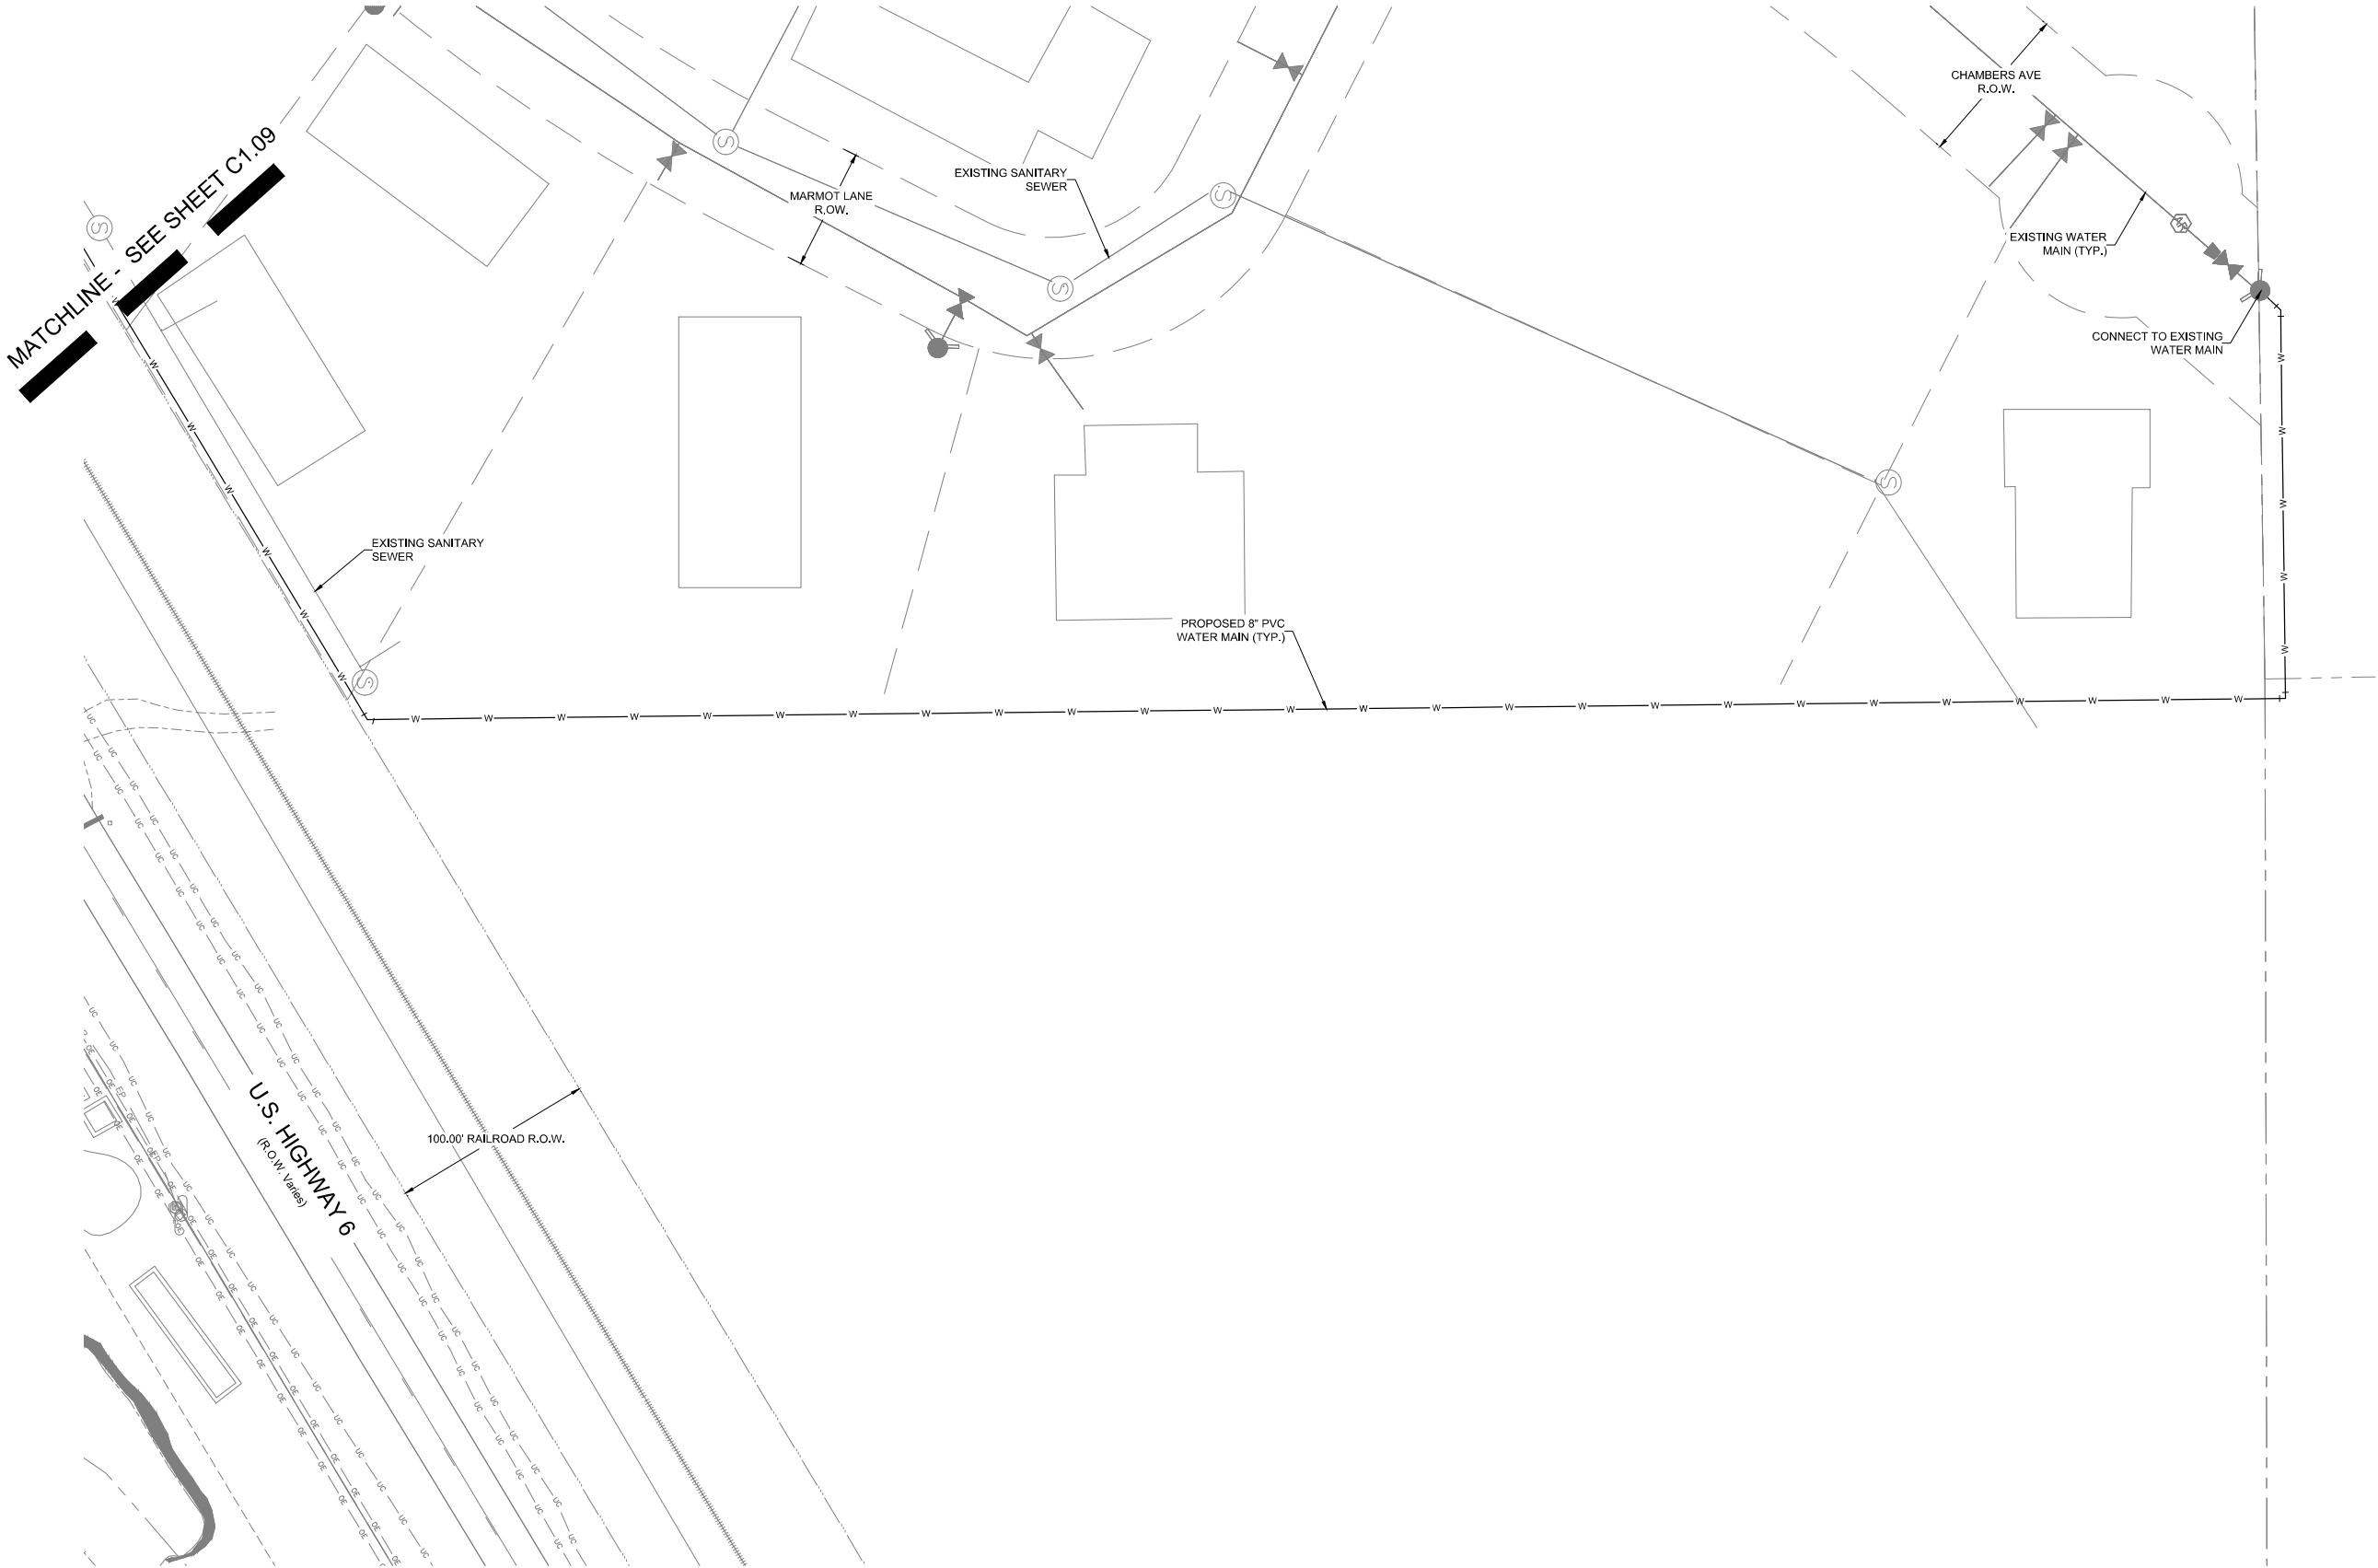 CHAMBERS AVE
R.O.W.
MATCHLINE - SEE SHEET C1.09
EXISTING SANITARY
SEWER
MARMOT LANE
R.OW.
EXISTING WATER
MAIN (TYP.)
CONNECT TO EXISTING
WATER MAIN
EXISTING SANITARY
SEWER
PROPOSED 8" PVC
WATER MAIN (TYP.)
100.00' RAILROAD R.O.W.
U.S. HIGHWAY 6
(R.O.W. Varies)